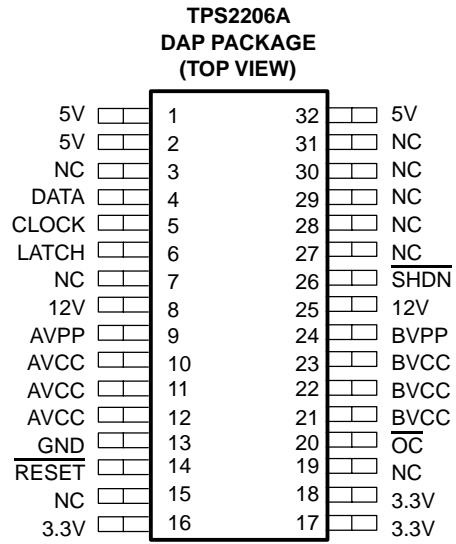 TPS2206A
DAP PACKAGE
(TOP VIEW)
5V 1 32 5V
5V 2 31 NC
NC 3 30 NC
DATA 4 29 NC
CLOCK 5 28 NC
LATCH 6 27 NC
NC 7 26 SHDN
12V 8 25 12V
AVPP 9 24 BVPP
AVCC 10 23 BVCC
AVCC 11 22 BVCC
AVCC 12 21 BVCC
GND 13 20 OC
RESET 14 19 NC
NC 15 18 3.3V
3.3V 16 17 3.3V